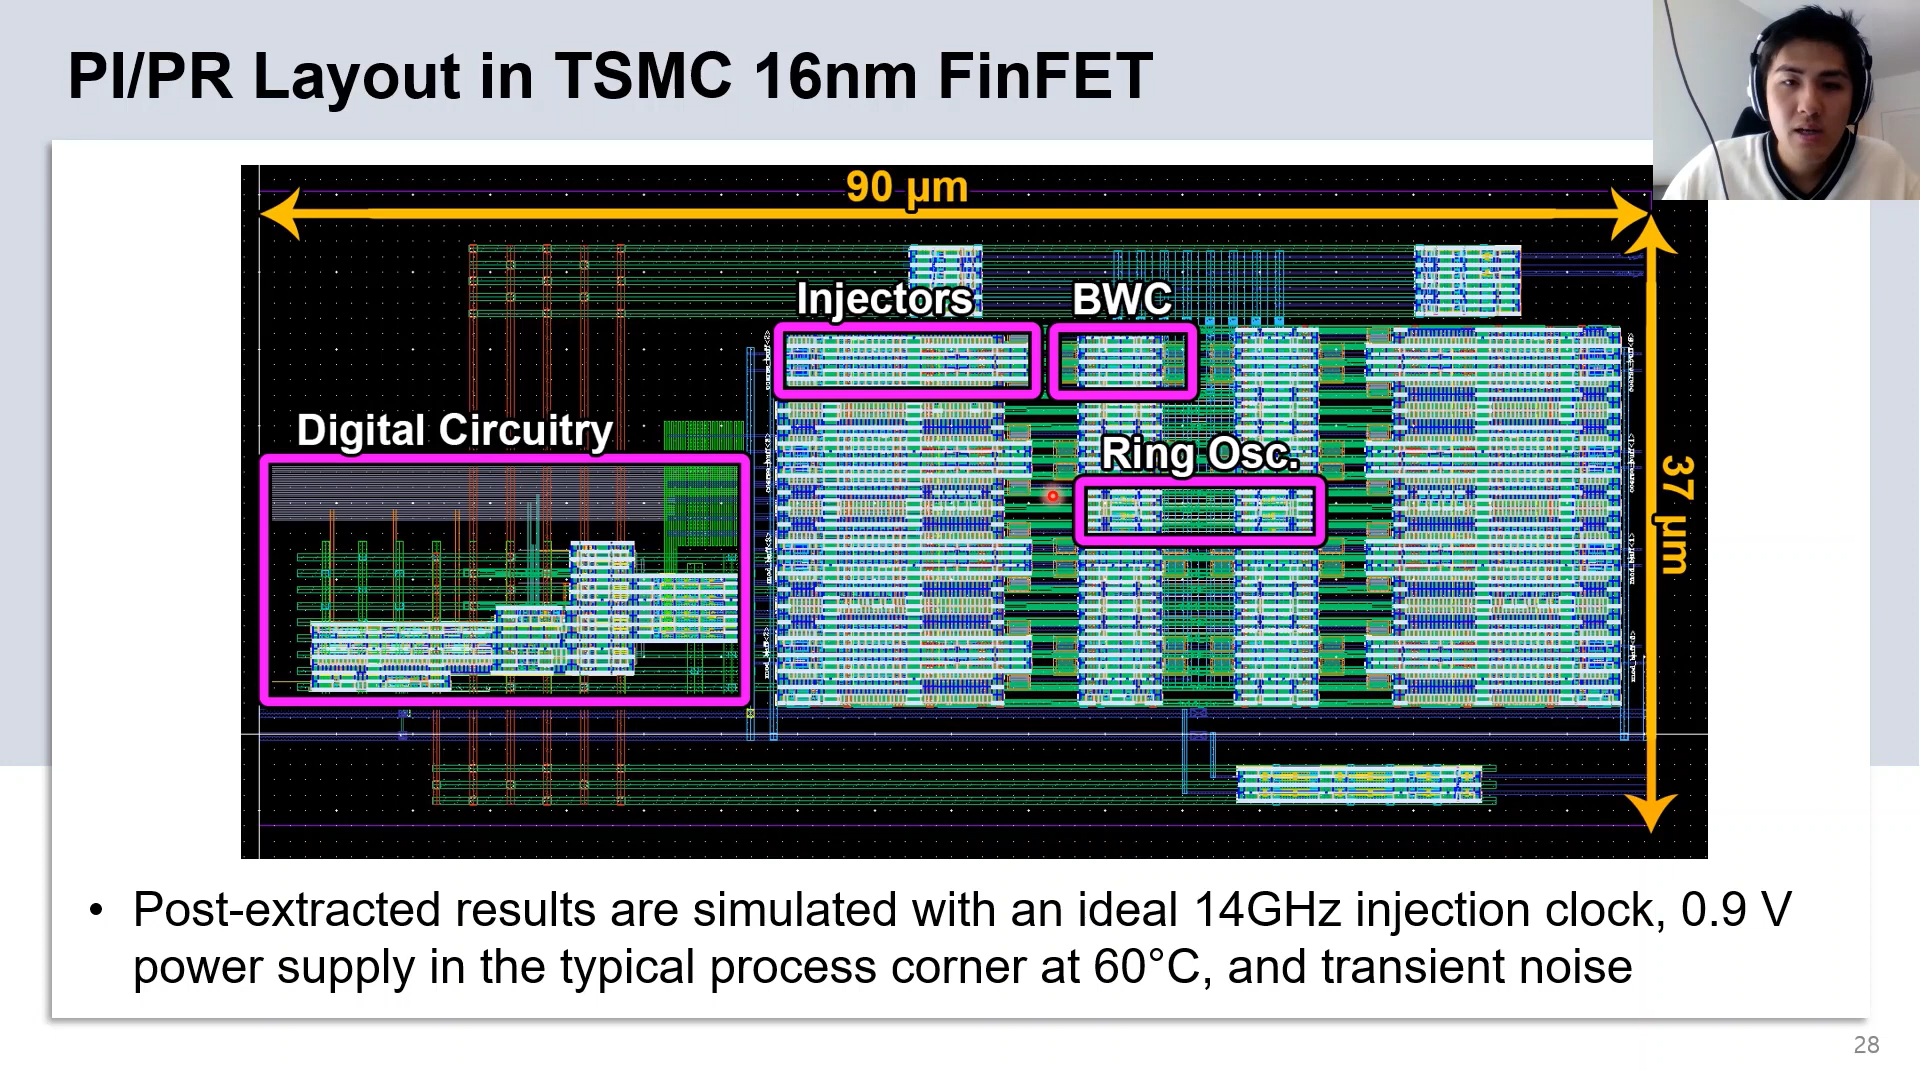 PI/PR Layout in TSMC 16nm FinFET
90 µm
Injectors
BWC
Digital Circuitry
Ring Osc.
37 µm
• Post-extracted results are simulated with an ideal 14GHz injection clock, 0.9 V
power supply in the typical process corner at 60°C, and transient noise
28